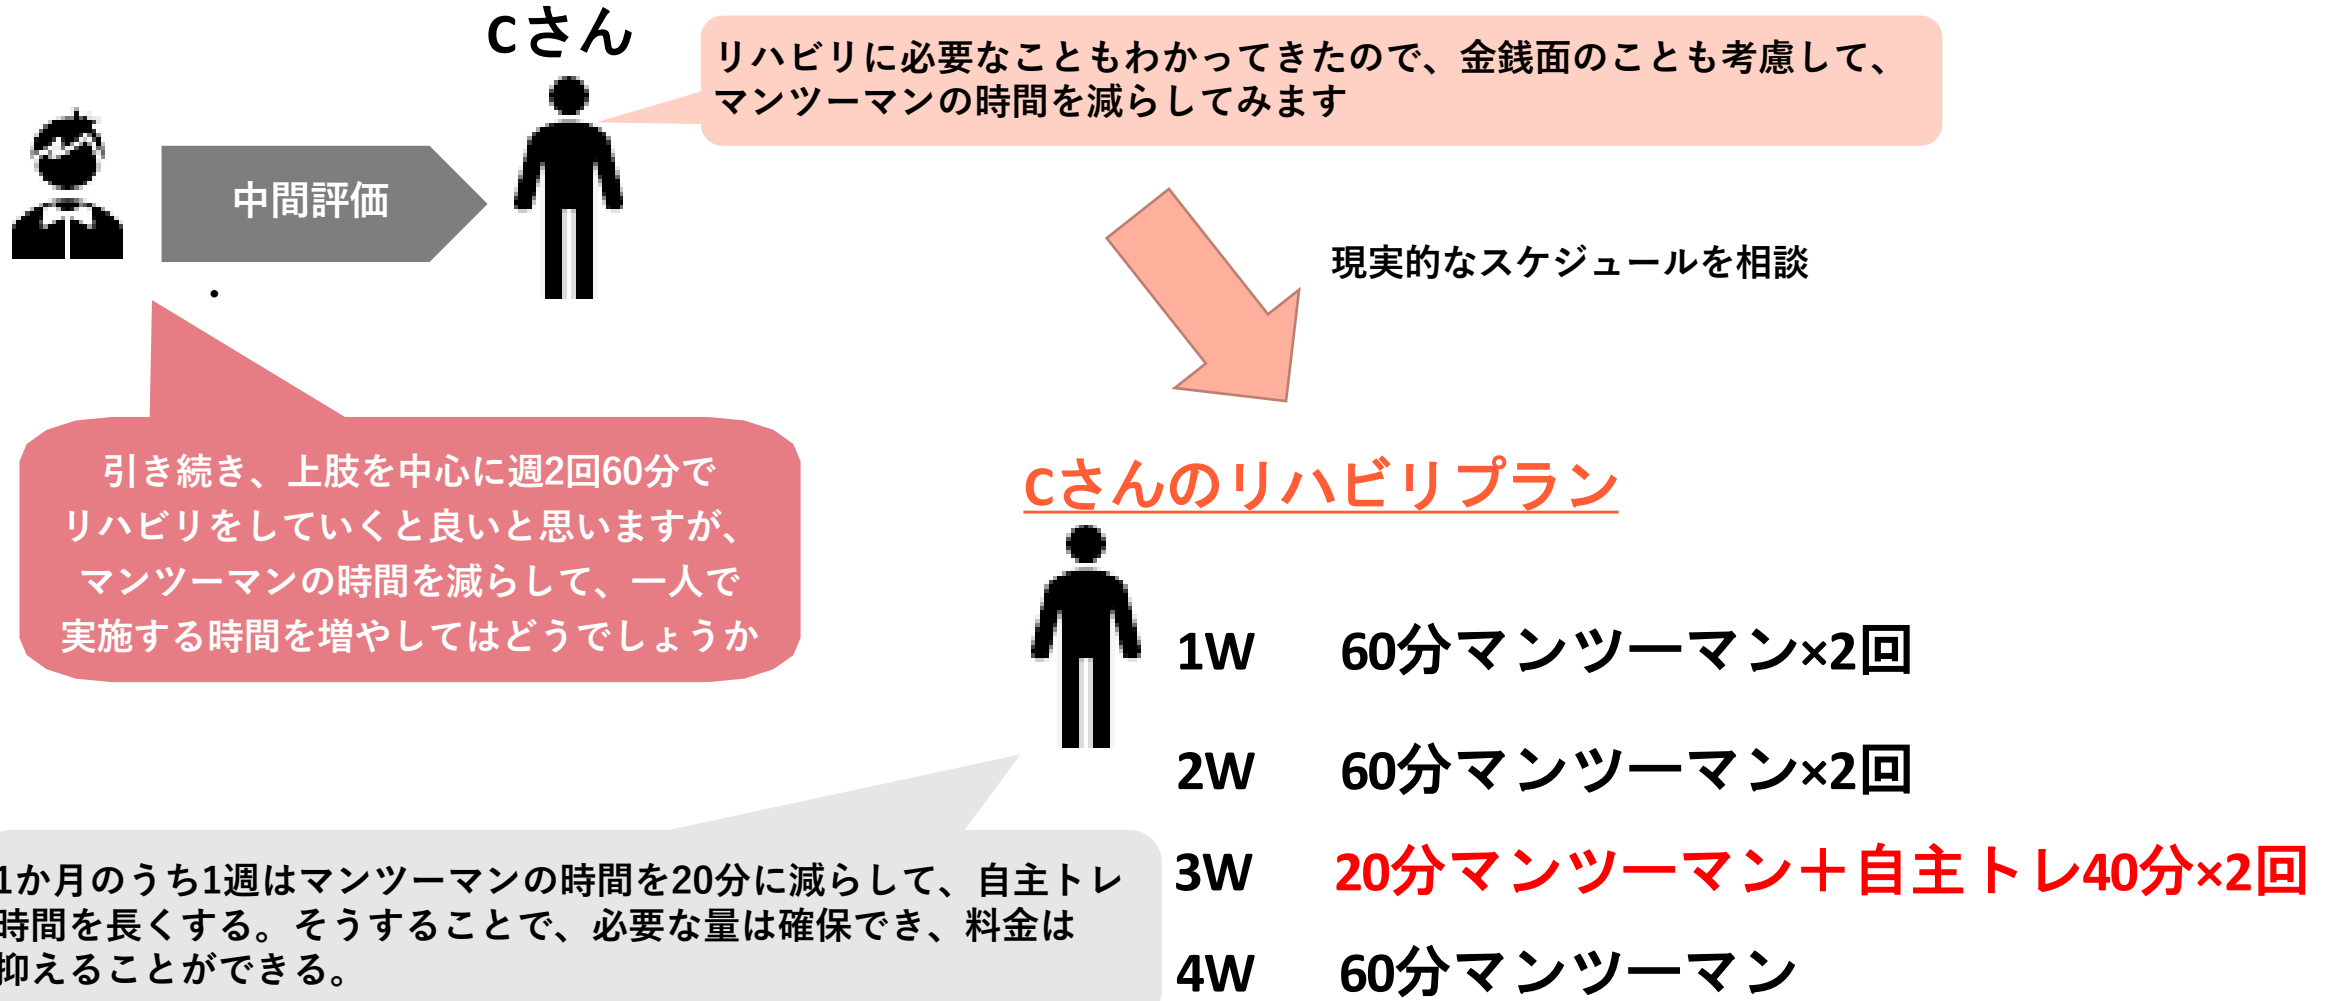 Cさん
リハビリに必要なこともわかってきたので、金銭面のことも考慮して、
マンツーマンの時間を減らしてみます
中間評価
・
現実的なスケジュールを相談
引き続き、上肢を中心に週2回60分で
リハビリをしていくと良いと思いますが、
マンツーマンの時間を減らして、一人で
実施する時間を増やしてはどうでしょうか
Cさんのリハビリプラン
1W 60分マンツーマン×2回
2W 60分マンツーマン×2回
3W 20分マンツーマン＋自主トレ40分×2回
4W 60分マンツーマン
1か月のうち1週はマンツーマンの時間を20分に減らして、自主トレ
時間を長くする。そうすることで、必要な量は確保でき、料金は
抑えることができる。